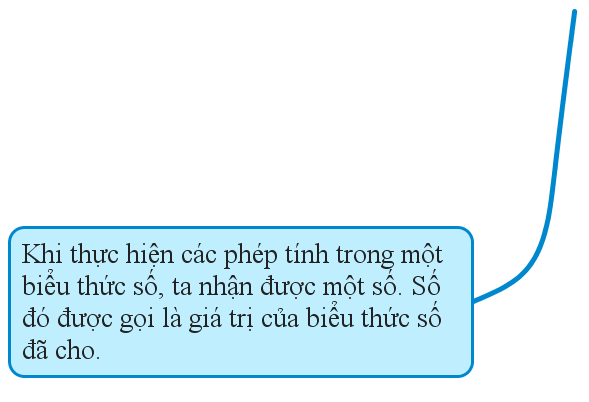 Khi thực hiện các phép tính trong một
biểu thức số, ta nhận được một số. Số
đó được gọi là giá trị của biểu thức số
đã cho.